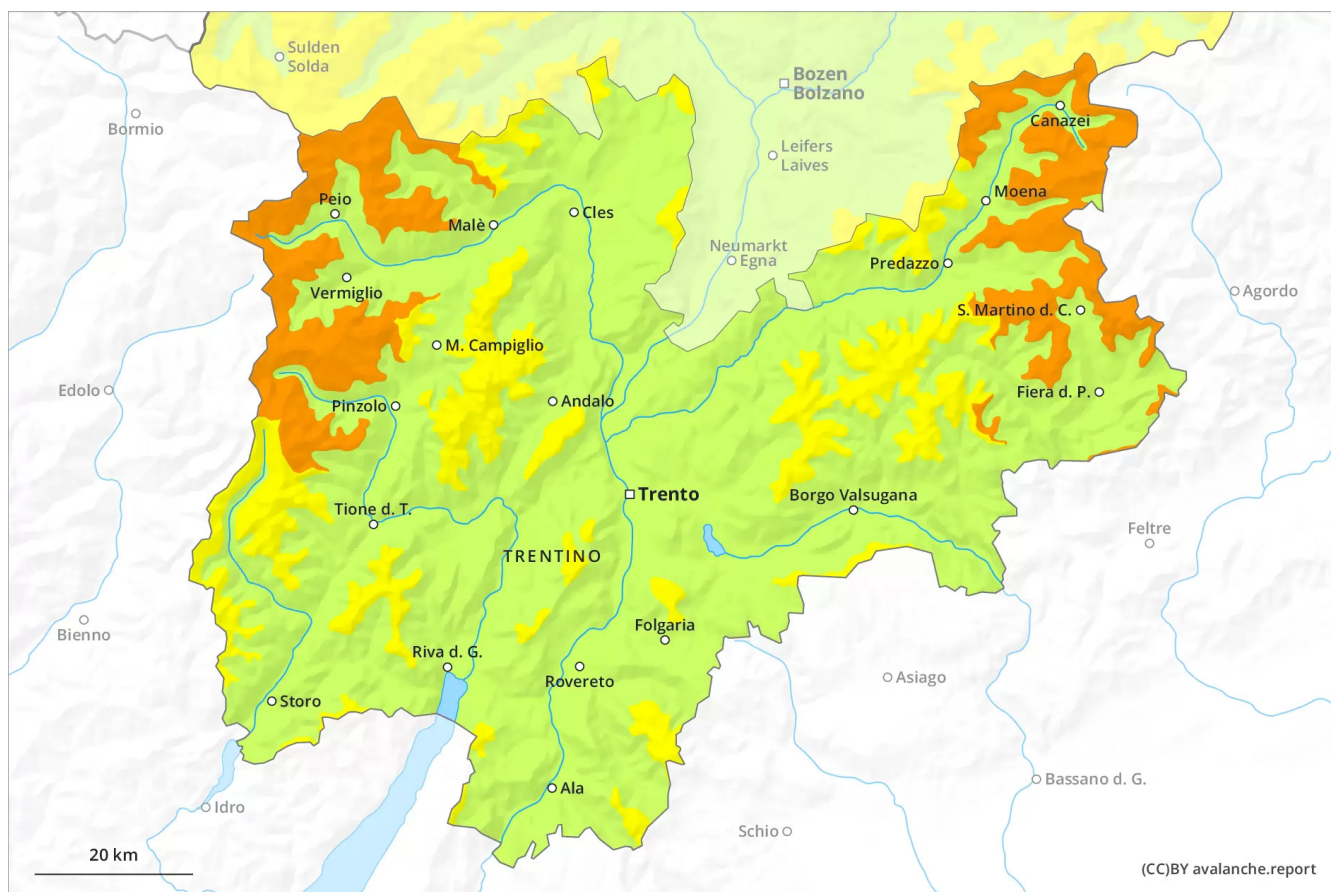 Sulden
Solda
Bozen
Bolzano
Bormio
Canazei
Leifers
Laives
Peio
Moena
Malè
Cles
Neumarkt
Egna
Predazzo
Vermiglio
Agordo
S. Martino d. C.
M. Campiglio
Edolo
Pinzolo
Andalo
Fiera d. P.
Trento
Borgo Valsugana
Tione d. T.
Feltre
TRENTINO
Bienno
Folgaria
Riva d. G.
Rovereto
Asiago
Storo
Bassano d. G.
Ala
Idro
Schio
20 km
(CC)BY avalanche.report